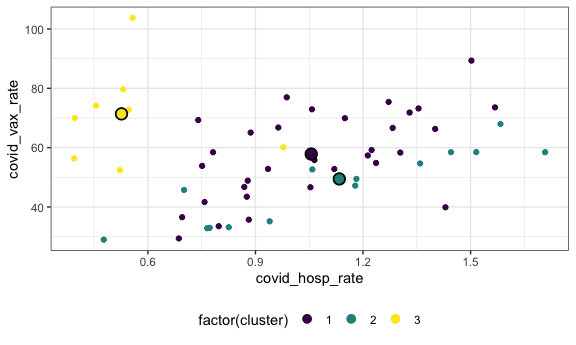 100
80
60
40
covid_vax_rate
0.6 0.9 1.2 1.5
covid_hosp_rate
factor(cluster) 1 2 3